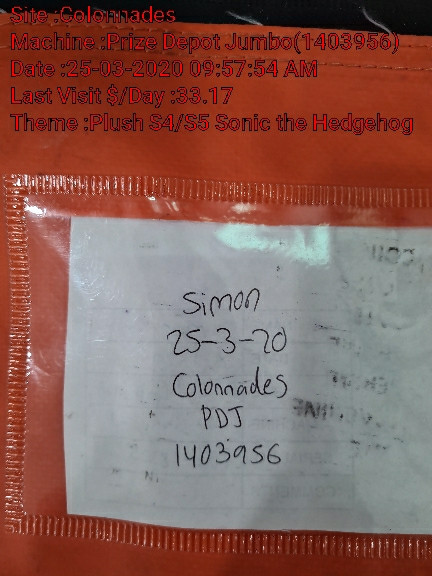 Site :Colonnades
Machine :Prize Depot Jumbo(1403956)
Date :25-03-2020 09:57:54 AM
Last Visit $/Day :33.17
Theme :Plush S4/S5 Sonic the Hedgehog
Simon
25-3-20
Colonnades
PDJ
1403956